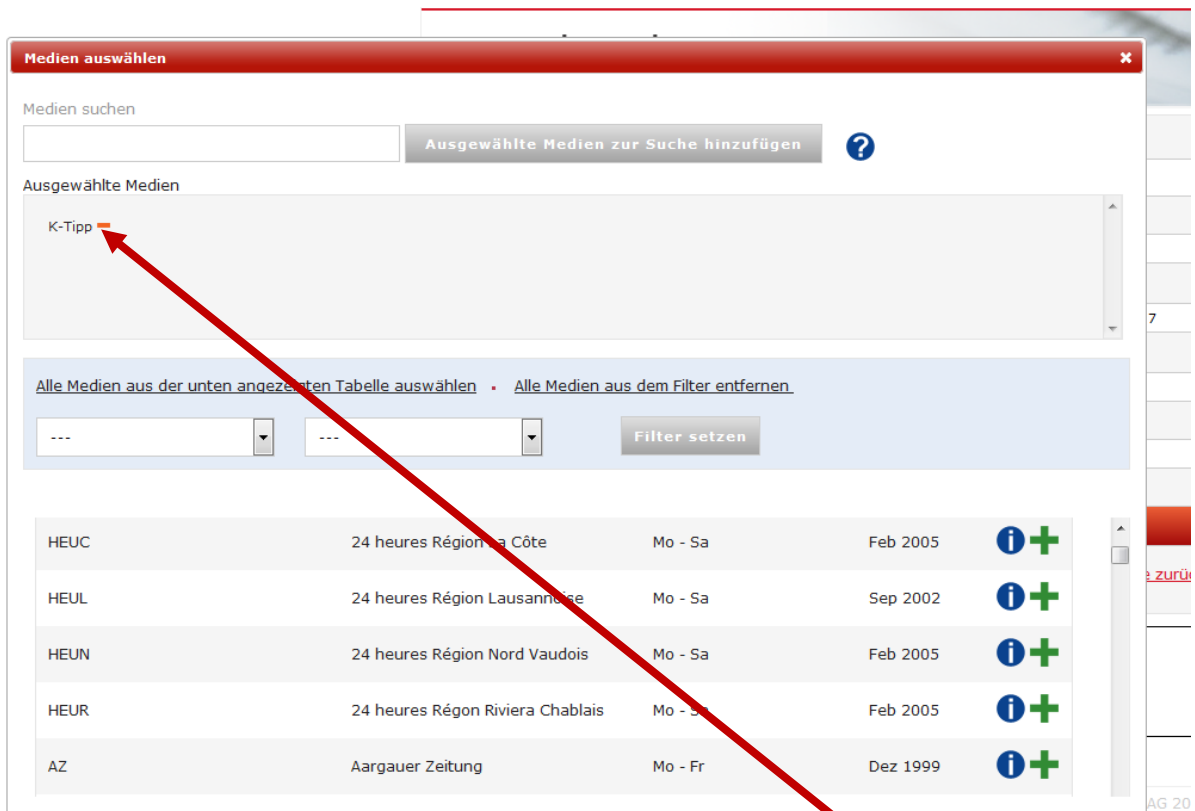 Medien auswählen
Medien suchen
Ausgewählte Medien zur Suche hinzufügen
Ausgewählte Medien
K-Tipp
7
Alle Medien aus der unten angezeigten Tabelle auswählen Alle Medien aus dem Filter entfernen
--- --- Filter setzen
HEUC 24 heures Région La Côte Mo - Sa Feb 2005
HEUL 24 heures Région Lausannoise Mo - Sa Sep 2002
HEUN 24 heures Région Nord Vaudois Mo - Sa Feb 2005
HEUR 24 heures Régon Riviera Chablais Mo - Sa Feb 2005
AZ Aargauer Zeitung Mo - Fr Dez 1999
AG 20